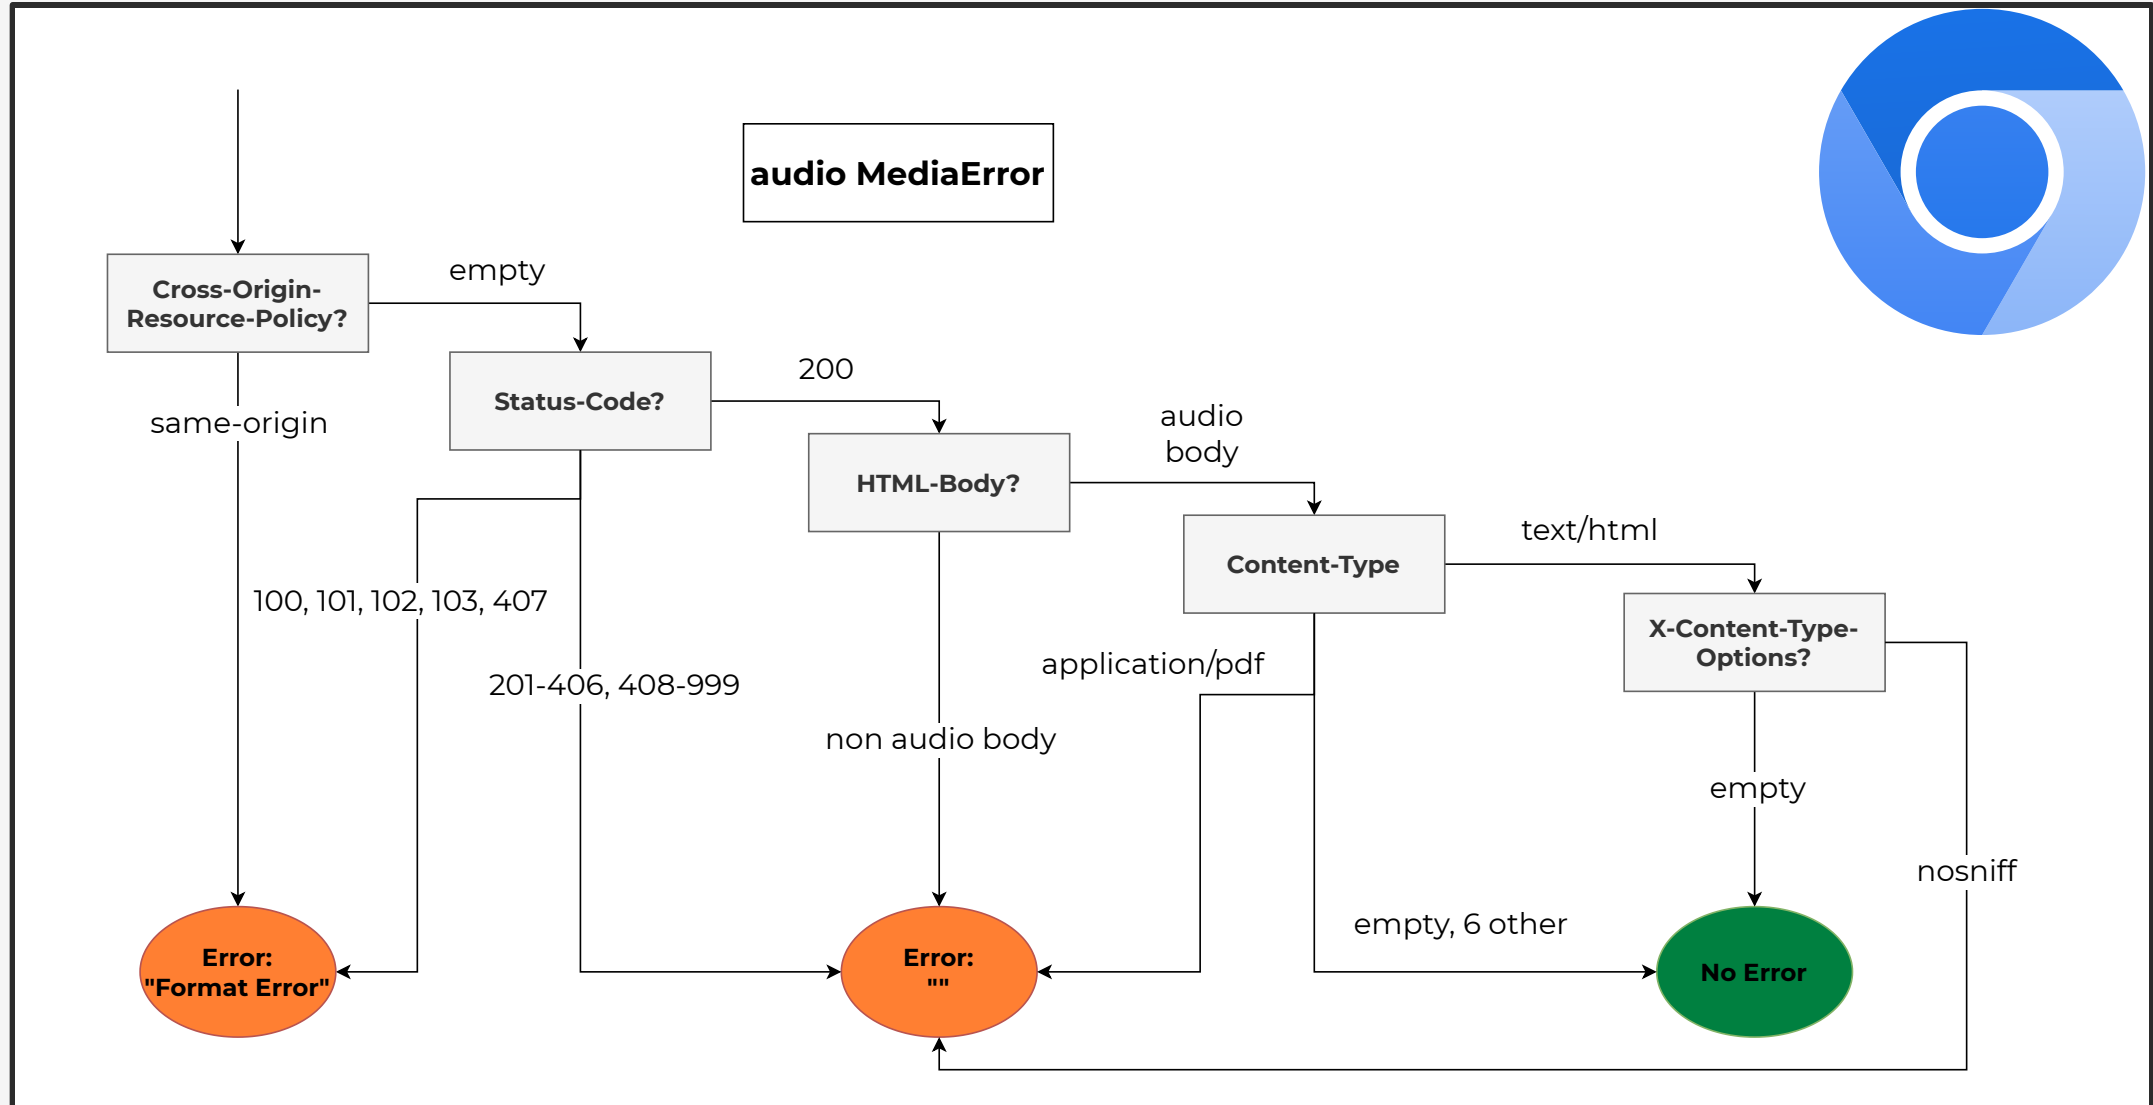 audio MediaError
Cross-Origin-
Resource-Policy?
empty
same-origin
Status-Code?
200
100, 101, 102, 103, 407
201-406, 408-999
HTML-Body?
audio
body
non audio body
Content-Type
text/html
application/pdf
empty, 6 other
X-Content-Type-
Options?
empty
nosniff
Error:
"Format Error"
Error:
""
No Error